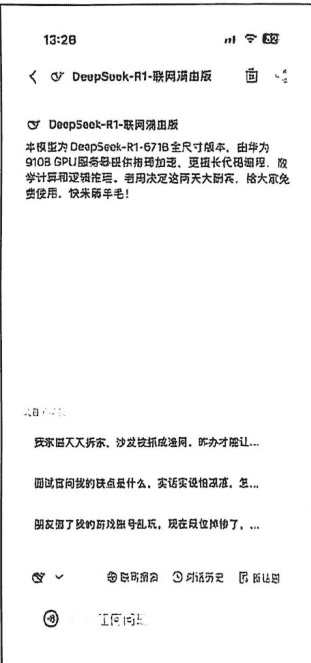 13:28
DeepSeek-R1-联网满血版
DeepSeek-R1-联网满血版
本模型为DeepSeek-R1-671B全尺寸版本，由华为
910B GPU服务器提供推理加速，更擅长代码编程、数
学计算和逻辑推理。老周决定这两天大酬宾，给大家免
费使用，快来薅羊毛！
我家猫天天拆家，沙发被抓成渔网，咋办才能让...
面试官问我的缺点是什么，实话实说怕凉凉，怎...
朋友借了我的游戏账号乱玩，现在段位掉惨了，...
联网搜索 对话历史